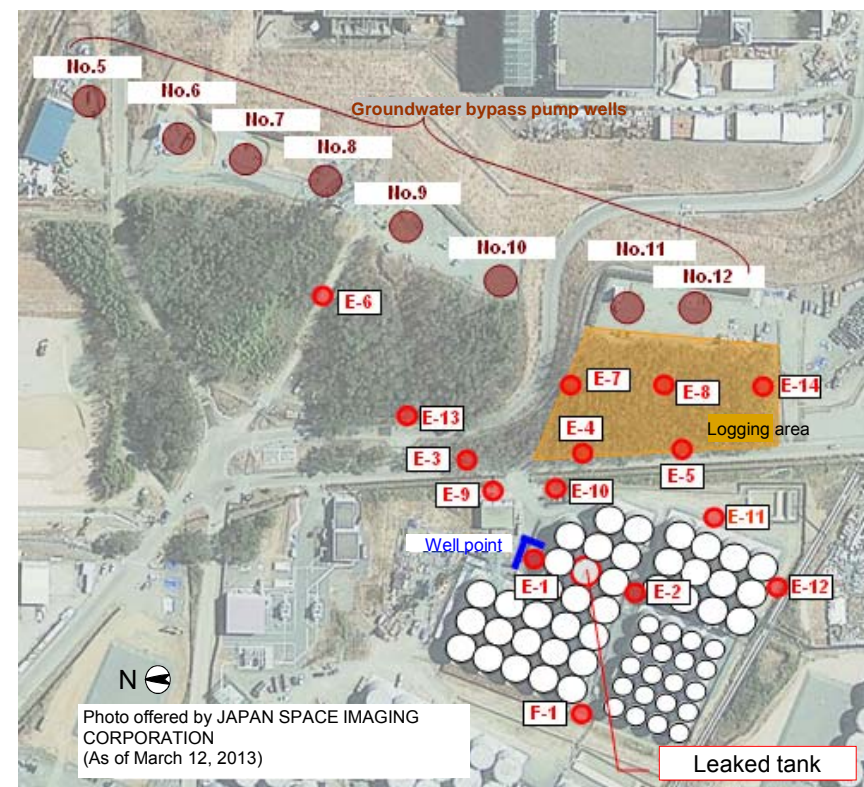 No.5
No.6
No.7
Groundwater bypass pump wells
No.8
No.9
No.10
No.11
No.12
E-6
E-7
E-8
E-14
E-13
Logging area
E-4
E-3
E-5
E-9
E-10
E-11
Well point
E-1
E-2
E-12
N
F-1
Photo offered by JAPAN SPACE IMAGING
CORPORATION
(As of March 12, 2013)
Leaked tank